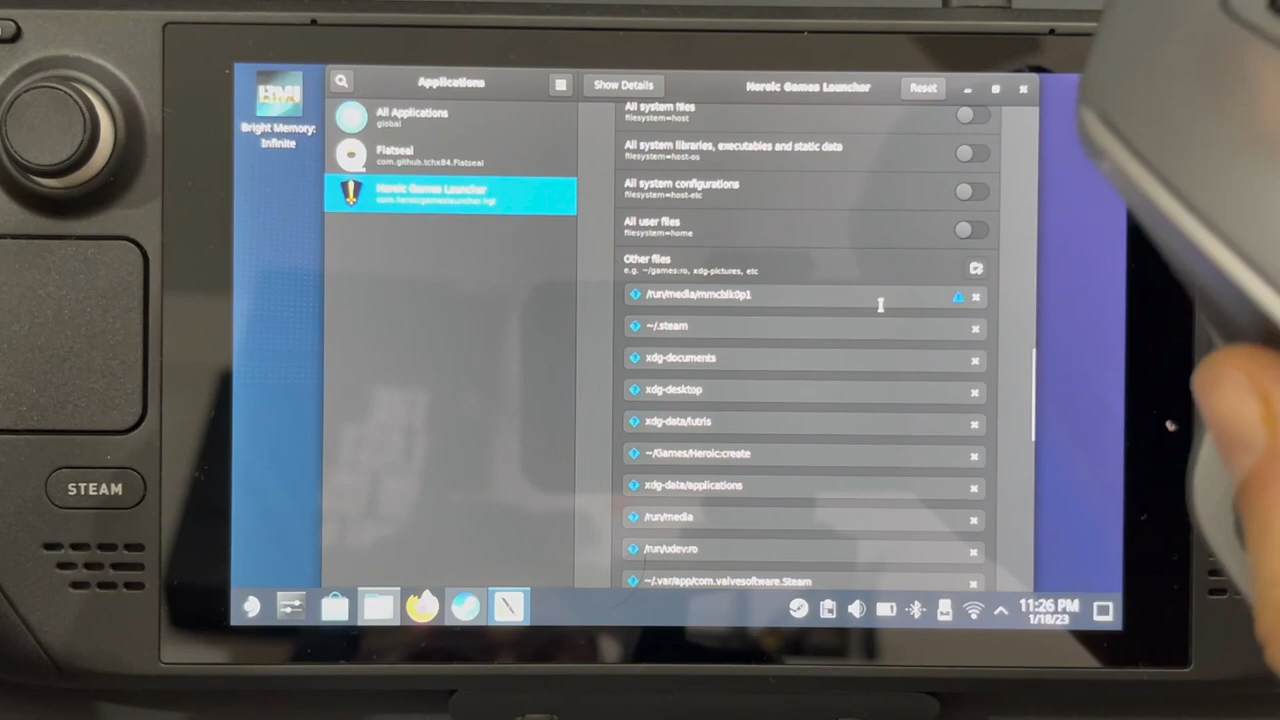 STEAM
Bright Memory:
Infinite
Applications
All Applications
global
Flatseal
com.github.tchx84.Flatseal
Heroic Games Launcher
com.heroicgameslauncher.hgl
Show Details
Heroic Games Launcher
Reset
All system files
filesystem=host
All system libraries, executables and static data
filesystem=host-os
All system configurations
filesystem=host-etc
All user files
filesystem=home
Other files
e.g. ~/games:ro, xdg-pictures, etc
/run/media/mmcblk0p1
~/.steam
xdg-documents
xdg-desktop
xdg-data/lutris
~/Games/Heroic:create
xdg-data/applications
/run/media
/run/udev:ro
~/.var/app/com.valvesoftware.Steam
11:26 PM
1/18/23